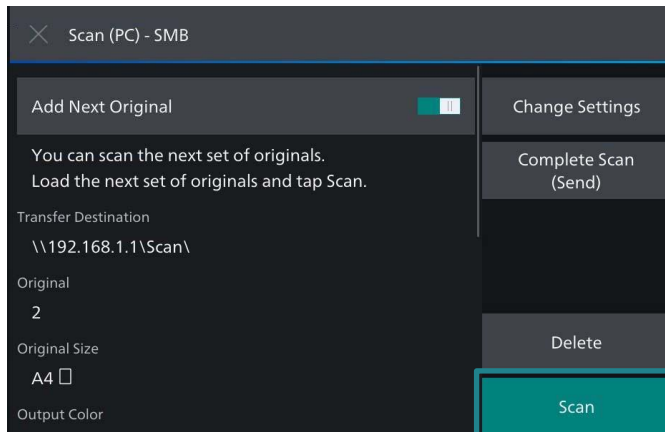 Scan (PC) - SMB
Add Next Original
You can scan the next set of originals.
Load the next set of originals and tap Scan.
Transfer Destination
\\192.168.1.1\Scan\
Original
2
Original Size
A4
Output Color
Change Settings
Complete Scan
(Send)
Delete
Scan